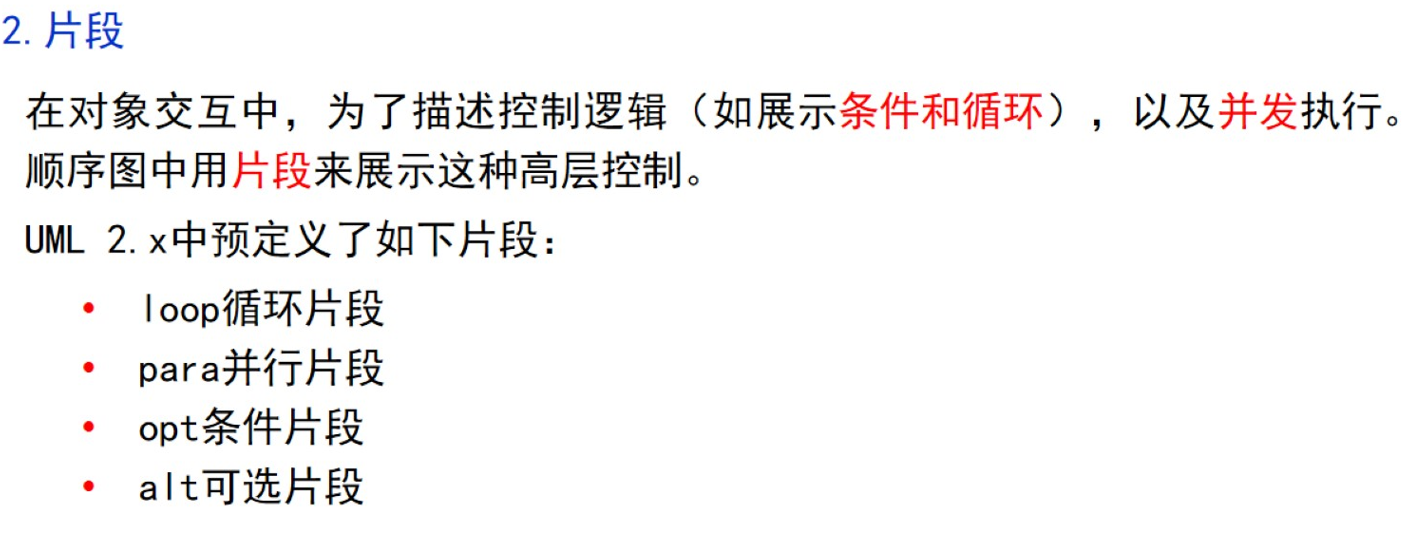 2. 片段
在对象交互中，为了描述控制逻辑（如展示条件和循环），以及并发执行。
顺序图中用片段来展示这种高层控制。
UML 2.x中预定义了如下片段：
• loop循环片段
• para并行片段
• opt条件片段
• alt可选片段